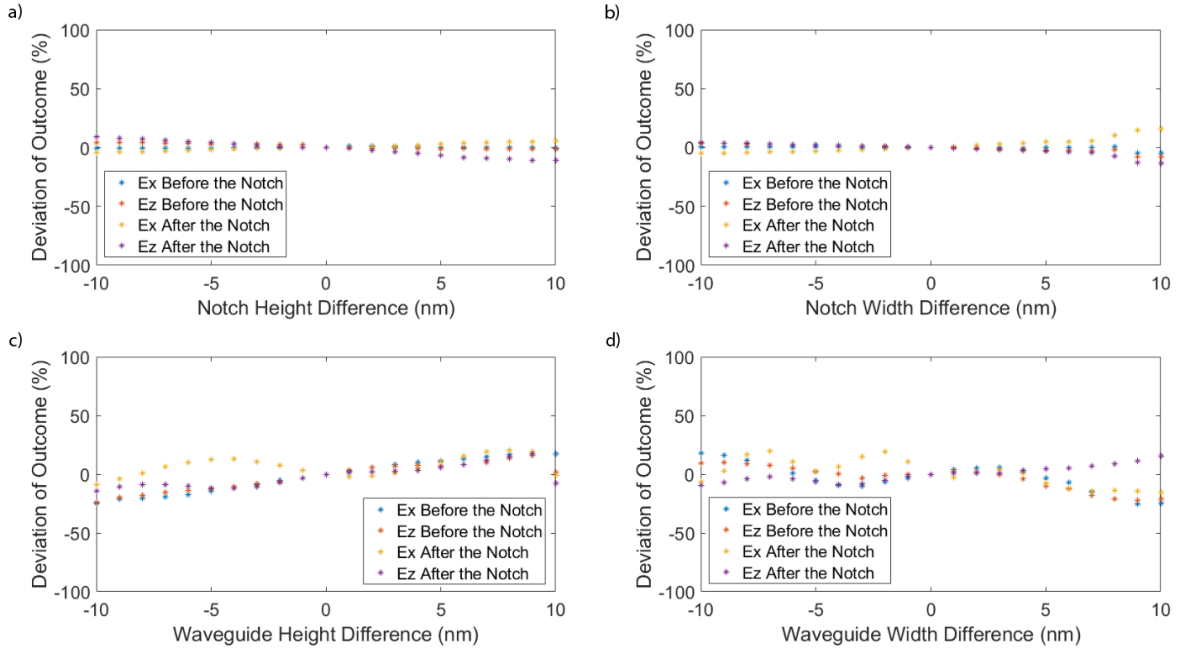 a)
100
50
0
-50
-100
Deviation of Outcome (%)
Ex Before the Notch
Ez Before the Notch
Ex After the Notch
Ez After the Notch
-10 -5 0 5 10
Notch Height Difference (nm)
b)
100
50
0
-50
-100
Deviation of Outcome (%)
Ex Before the Notch
Ez Before the Notch
Ex After the Notch
Ez After the Notch
-10 -5 0 5 10
Notch Width Difference (nm)
c)
100
50
0
-50
-100
Deviation of Outcome (%)
Ex Before the Notch
Ez Before the Notch
Ex After the Notch
Ez After the Notch
-10 -5 0 5 10
Waveguide Height Difference (nm)
d)
100
50
0
-50
-100
Deviation of Outcome (%)
Ex Before the Notch
Ez Before the Notch
Ex After the Notch
Ez After the Notch
-10 -5 0 5 10
Waveguide Width Difference (nm)